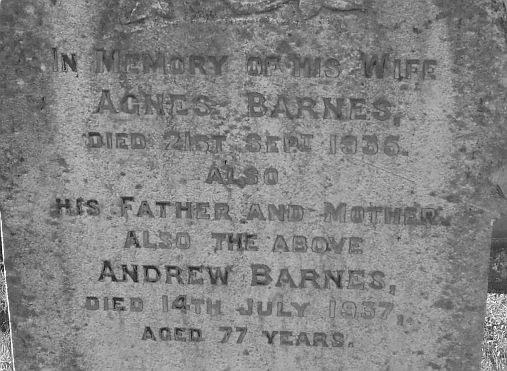 In Memory of his Wife
Agnes Barnes,
died 21st Sept 1936.
also
his Father and Mother.
also the above
Andrew Barnes,
died 14th July 1937,
aged 77 years.